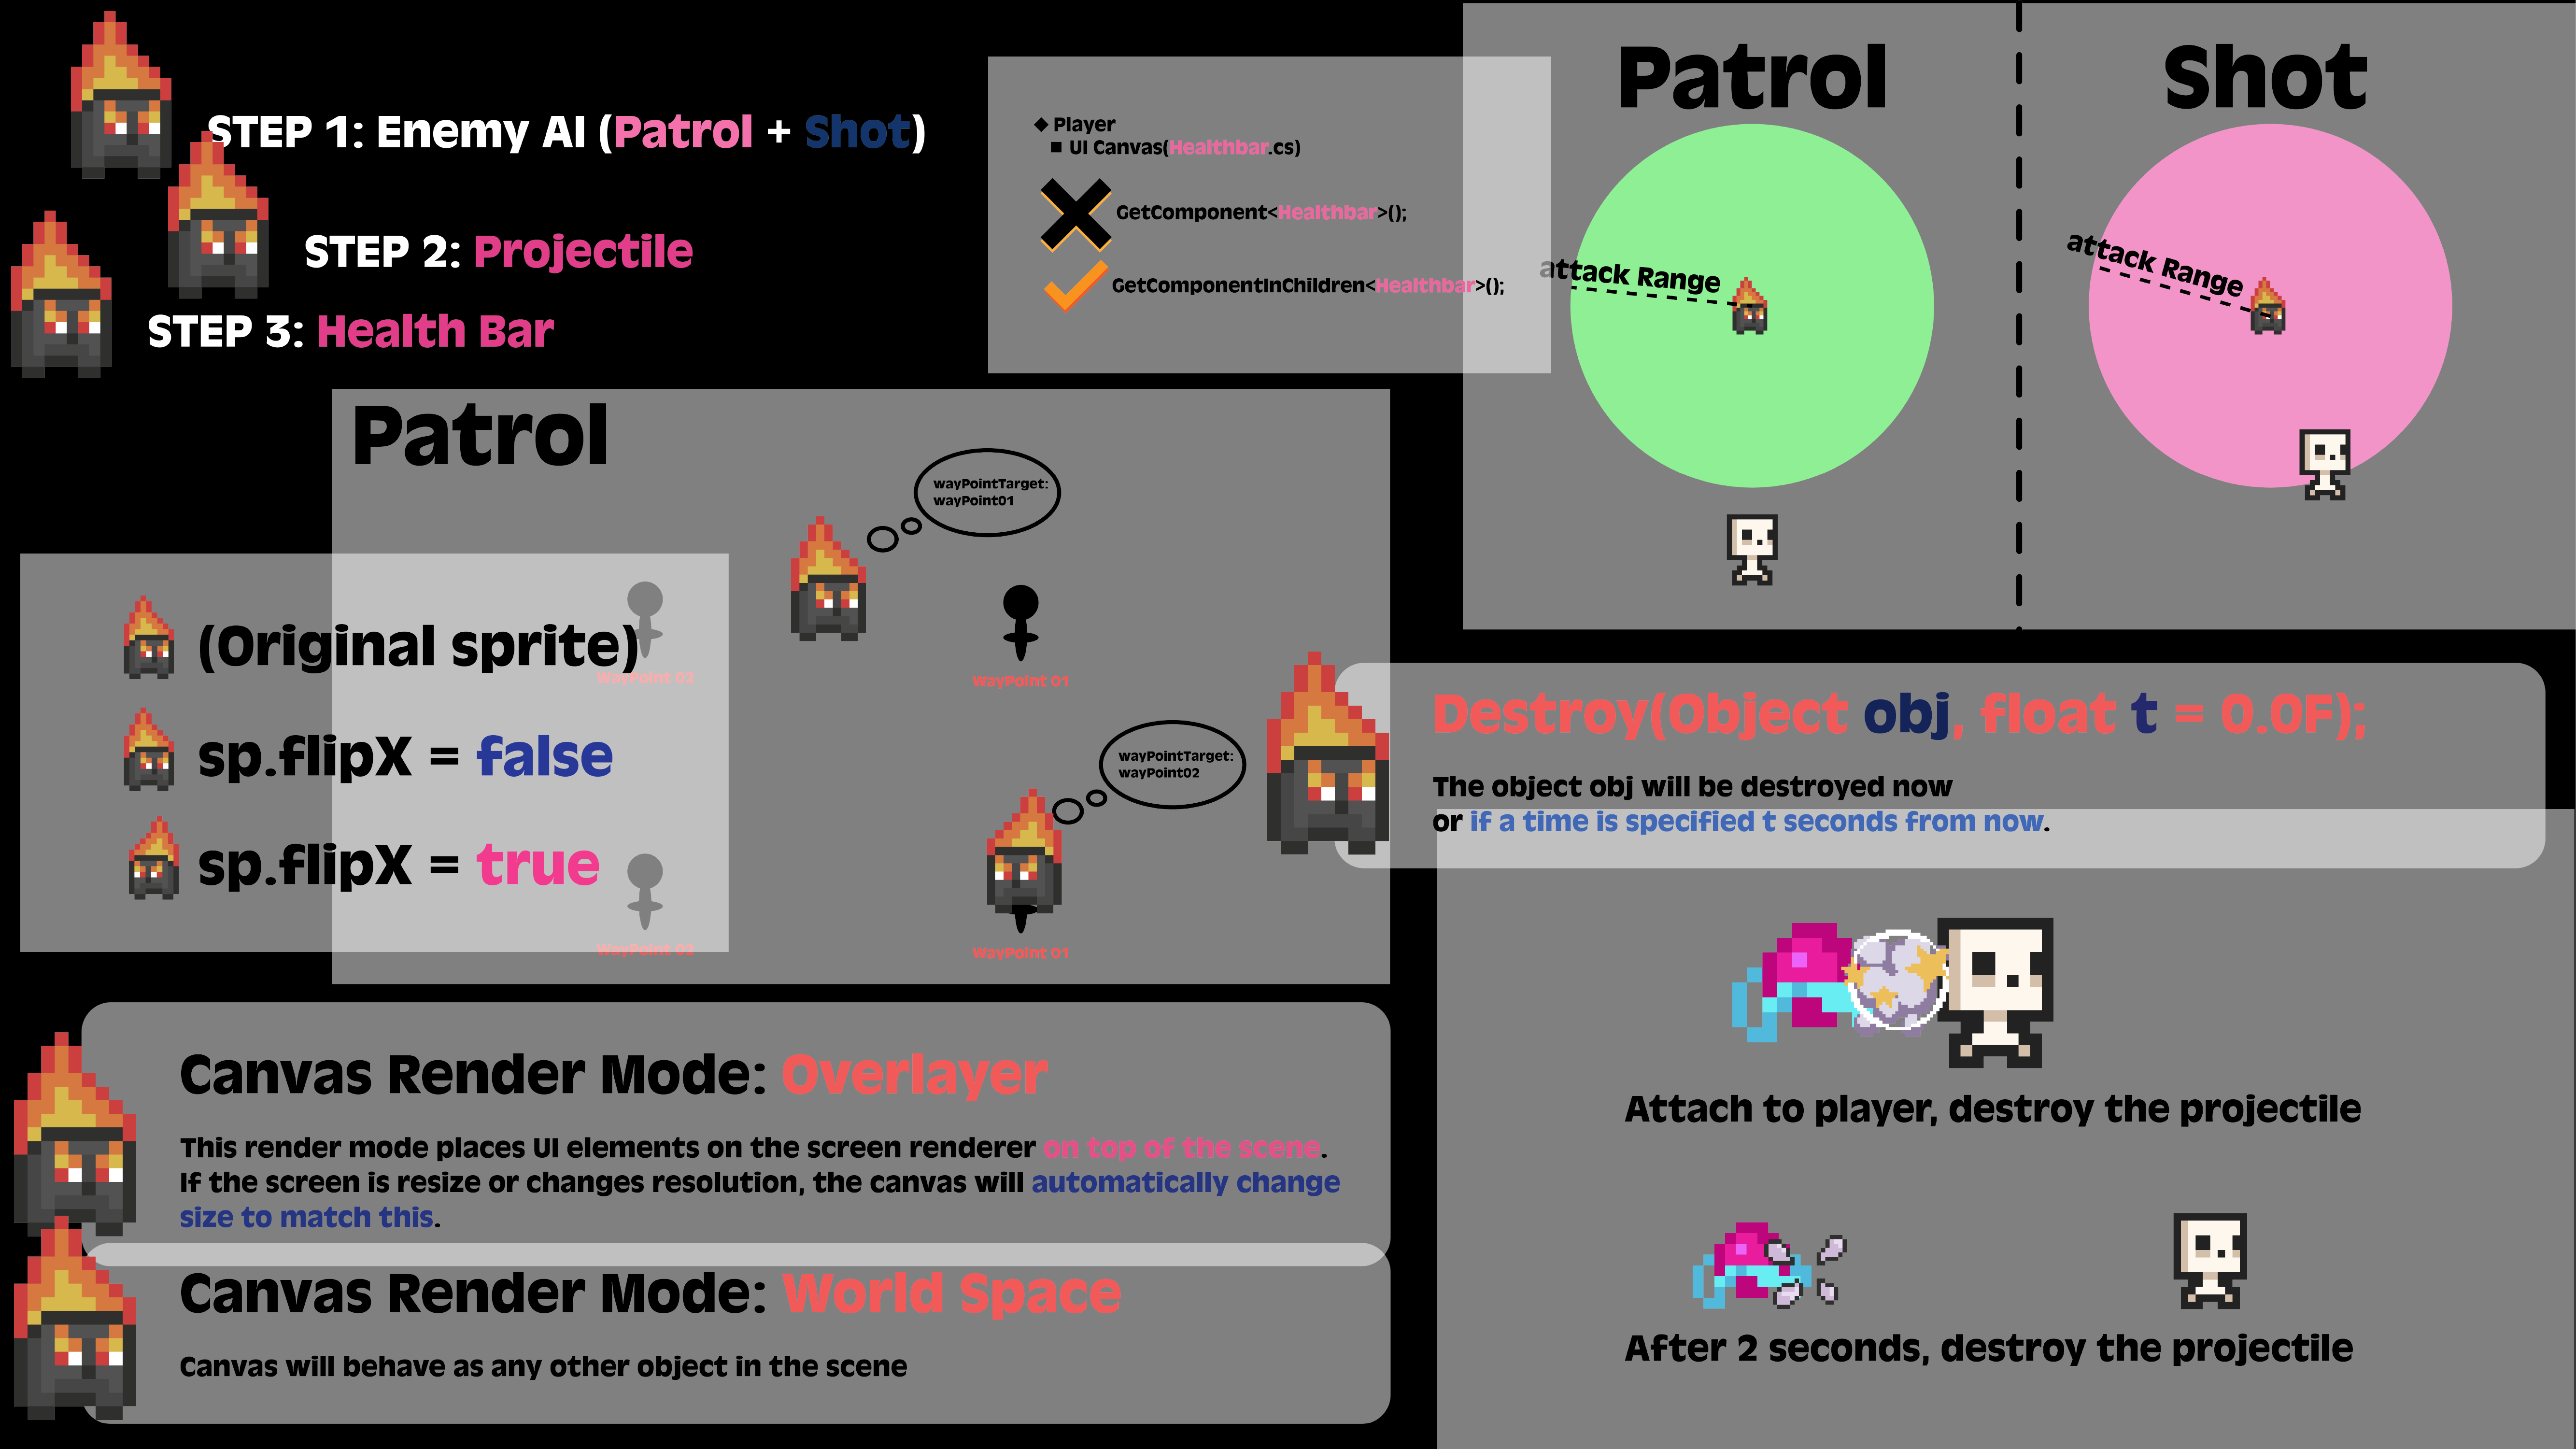 STEP 1: Enemy AI (Patrol + Shot)
STEP 2: Projectile
STEP 3: Health Bar
◆ Player
■ UI Canvas(Healthbar.cs)
GetComponent<Healthbar>();
GetComponentInChildren<Healthbar>();
Patrol
attack Range
Shot
attack Range
Patrol
wayPointTarget:
wayPoint01
WayPoint 02
WayPoint 01
wayPointTarget:
wayPoint02
WayPoint 02
WayPoint 01
(Original sprite)
sp.flipX = false
sp.flipX = true
Destroy(Object obj, float t = 0.0F);
The object obj will be destroyed now
or if a time is specified t seconds from now.
Attach to player, destroy the projectile
After 2 seconds, destroy the projectile
Canvas Render Mode: Overlayer
This render mode places UI elements on the screen renderer on top of the scene.
If the screen is resize or changes resolution, the canvas will automatically change
size to match this.
Canvas Render Mode: World Space
Canvas will behave as any other object in the scene